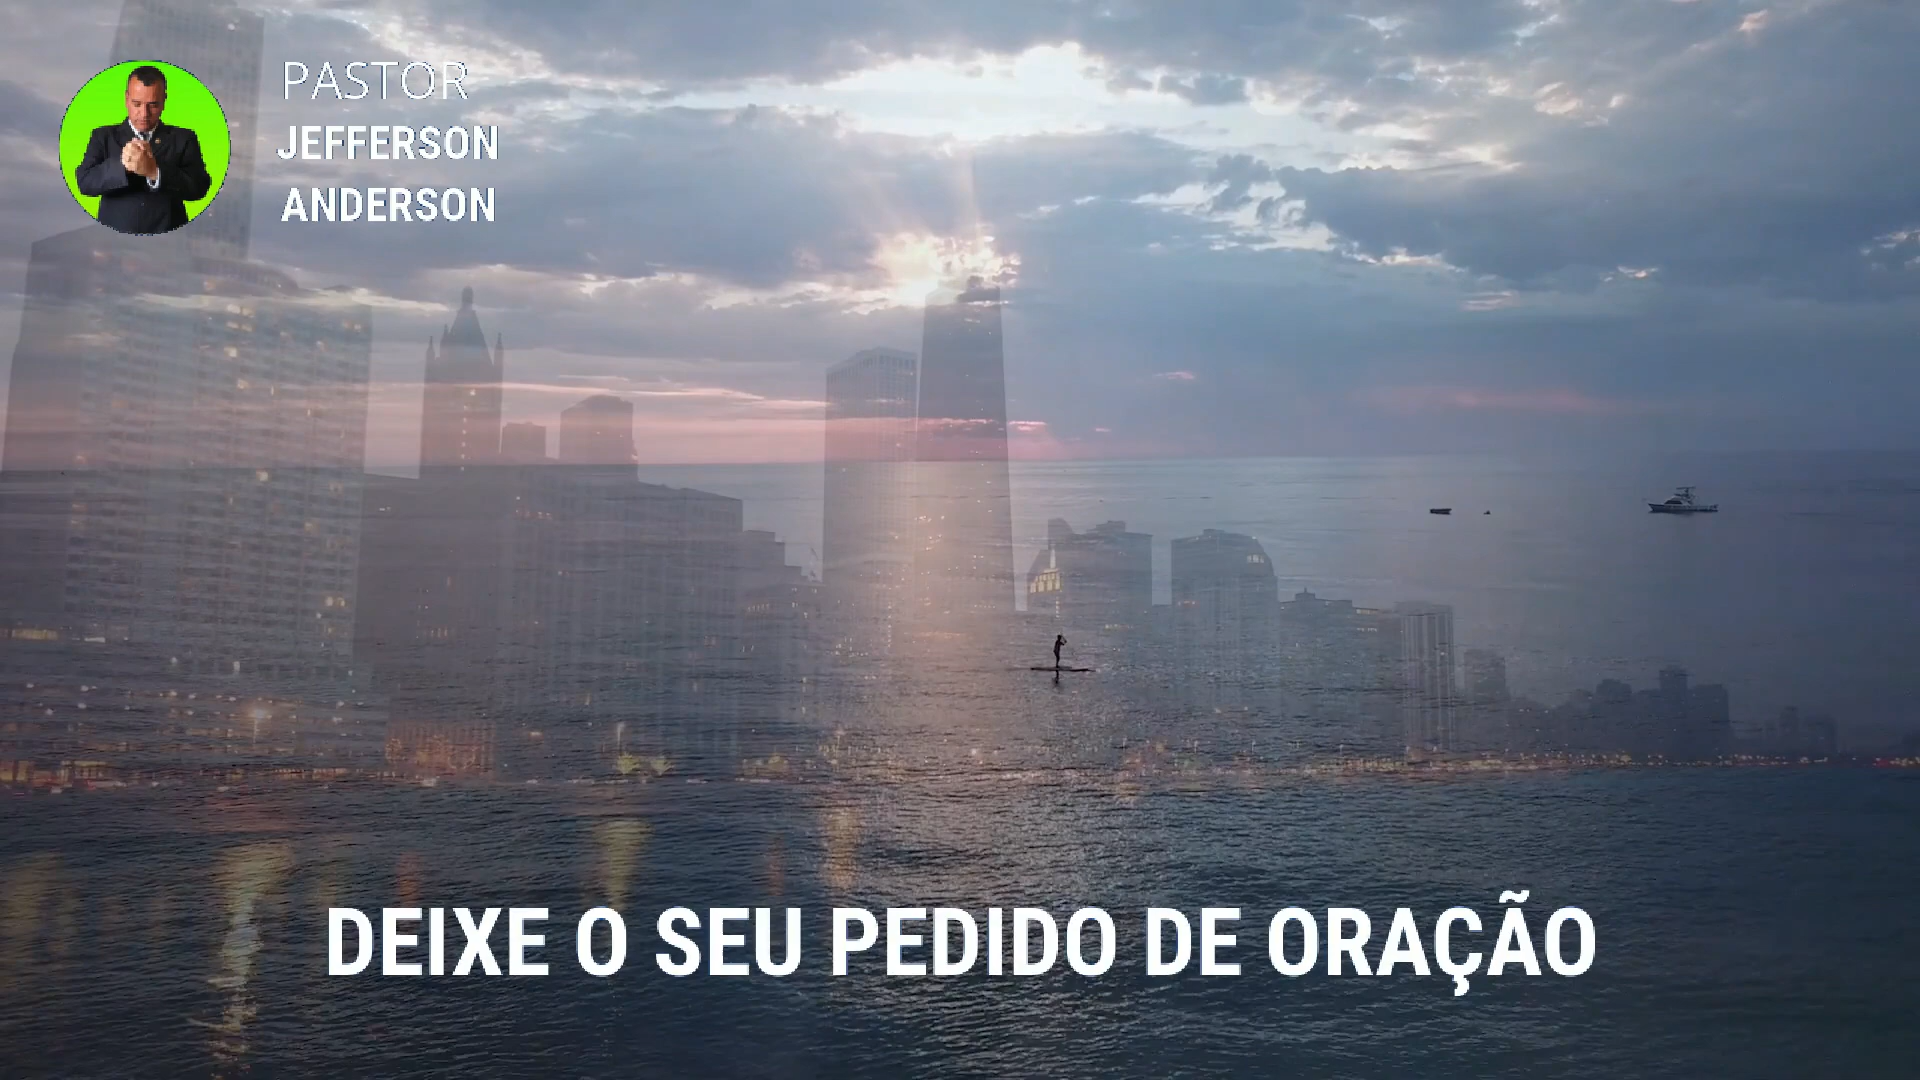 PASTOR
JEFFERSON
ANDERSON
DEIXE O SEU PEDIDO DE ORAÇÃO